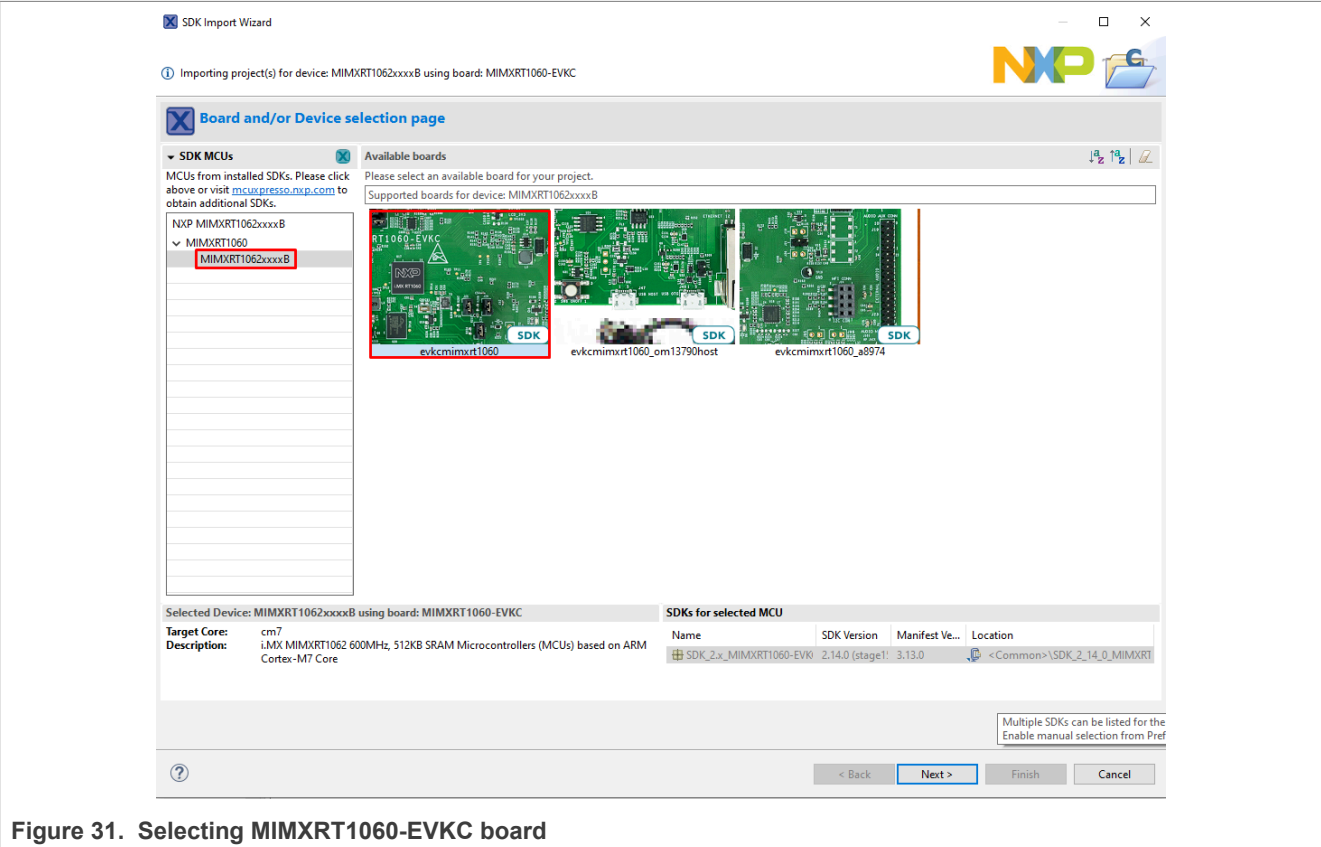 SDK Import Wizard
Importing project(s) for device: MIMXRT1062xxxxB using board: MIMXRT1060-EVKC
NXP
Board and/or Device selection page
SDK MCUs
MCUs from installed SDKs. Please click
above or visit mcuxpresso.nxp.com to
obtain additional SDKs.
NXP MIMXRT1062xxxxB
MIMXRT1060
MIMXRT1062xxxxB
Available boards
Please select an available board for your project.
Supported boards for device: MIMXRT1062xxxxB
RT1060-EVKC
NXP
SDK
evkcmimxrt1060
SDK
evkcmimxrt1060_om13790host
SDK
evkcmimxrt1060_a8974
Selected Device: MIMXRT1062xxxxB using board: MIMXRT1060-EVKC
Target Core: cm7
Description: i.MX MIMXRT1062 600MHz, 512KB SRAM Microcontrollers (MCUs) based on ARM
Cortex-M7 Core
SDKs for selected MCU
Name SDK Version Manifest Ve... Location
SDK_2.x_MIMXRT1060-EVK 2.14.0 (stage1 3.13.0 <Common>\SDK_2_14_0_MIMXRT
Multiple SDKs can be listed for the
Enable manual selection from Pref
< Back Next > Finish Cancel
Figure 31. Selecting MIMXRT1060-EVKC board